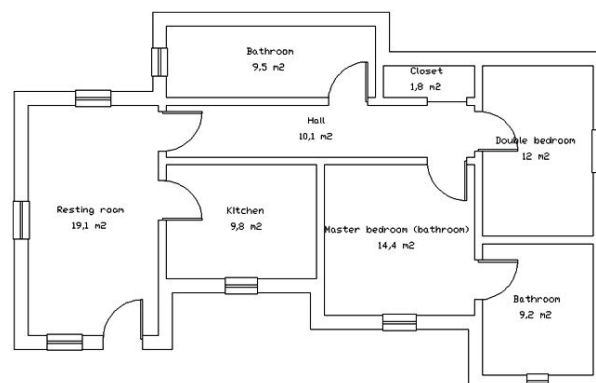 Bathroom
9,5 m2
Closet
1,8 m2
Hall
10,1 m2
Double bedroom
12 m2
Resting room
19,1 m2
Kitchen
9,8 m2
Master bedroom (bathroom)
14,4 m2
Bathroom
9,2 m2